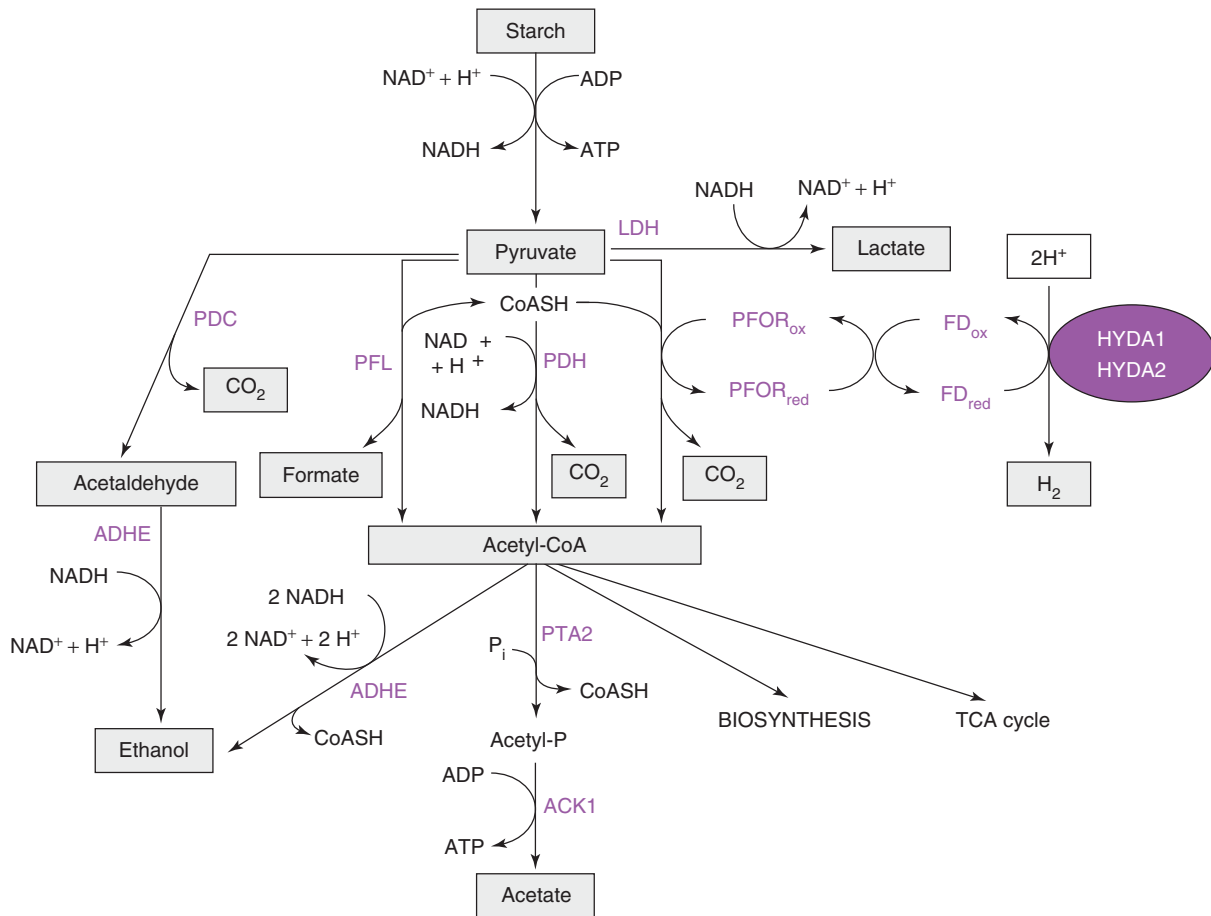 Starch
NAD⁺ + H⁺
ADP
NADH
ATP
NADH
NAD⁺ + H⁺
LDH
Pyruvate
Lactate
2H⁺
CoASH
PDC
PFOR_ox
FD_ox
HYDA1
HYDA2
NAD +
+ H +
PFL
PDH
CO₂
NADH
PFOR_red
FD_red
Acetaldehyde
Formate
CO₂
CO₂
H₂
ADHE
Acetyl-CoA
NADH
NAD⁺ + H⁺
2 NADH
2 NAD⁺ + 2 H⁺
PTA2
P_i
ADHE
CoASH
CoASH
BIOSYNTHESIS
TCA cycle
Ethanol
Acetyl-P
ADP
ACK1
ATP
Acetate